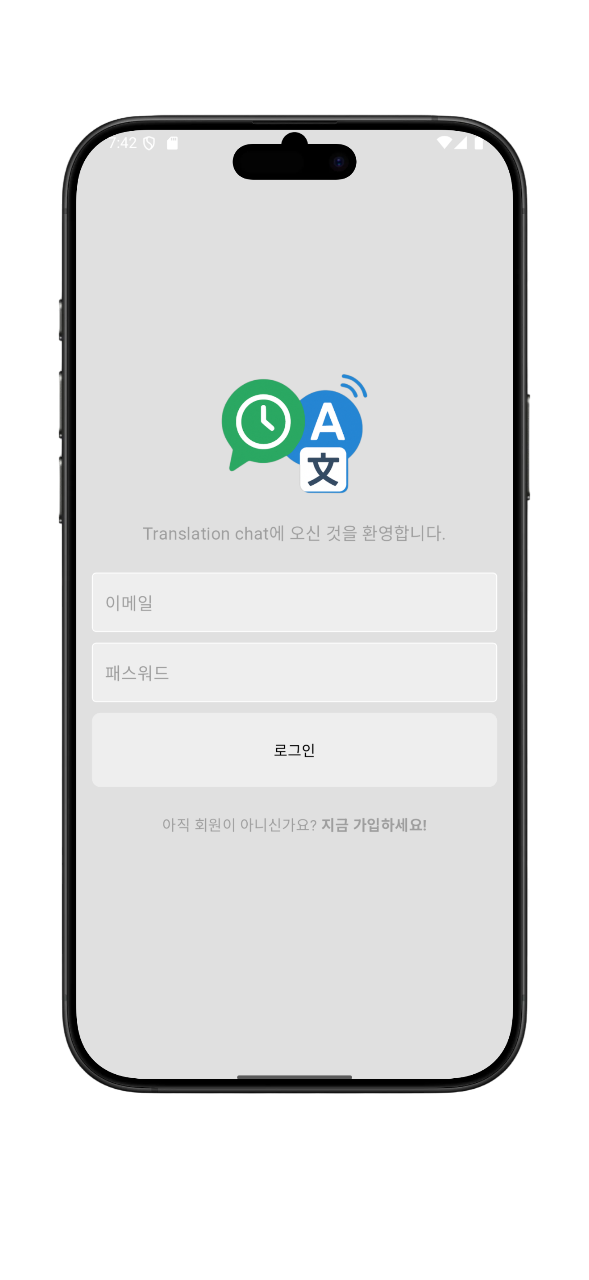 7:42
A
文
Translation chat에 오신 것을 환영합니다.
이메일
패스워드
로그인
아직 회원이 아니신가요? 지금 가입하세요!